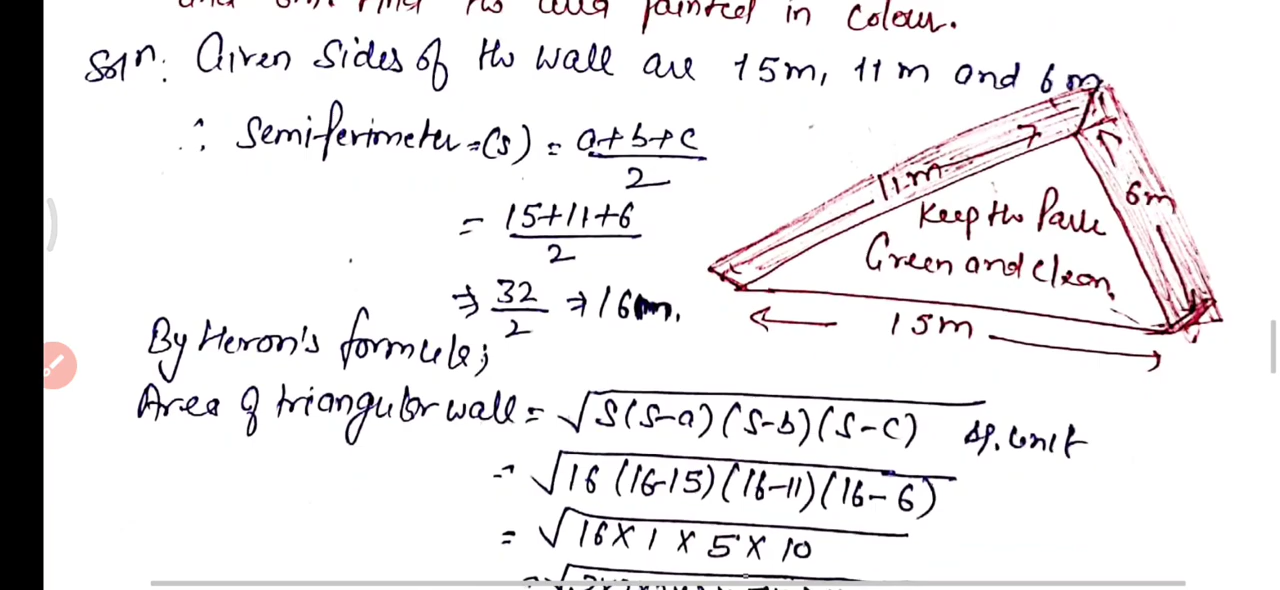 painted in colour.
Solⁿ: Given Sides of the wall are 15m, 11m and 6m
∴ Semiperimeter =(s) = a+b+c/2
= 15+11+6/2
⇒ 32/2 ⇒ 16m.
11m
6m
Keep the Park
Green and clean
15m
By Heron's formula;
Area of triangular wall = √S(S-a)(S-b)(S-c) sq. unit
= √16(16-15)(16-11)(16-6)
= √16×1×5×10